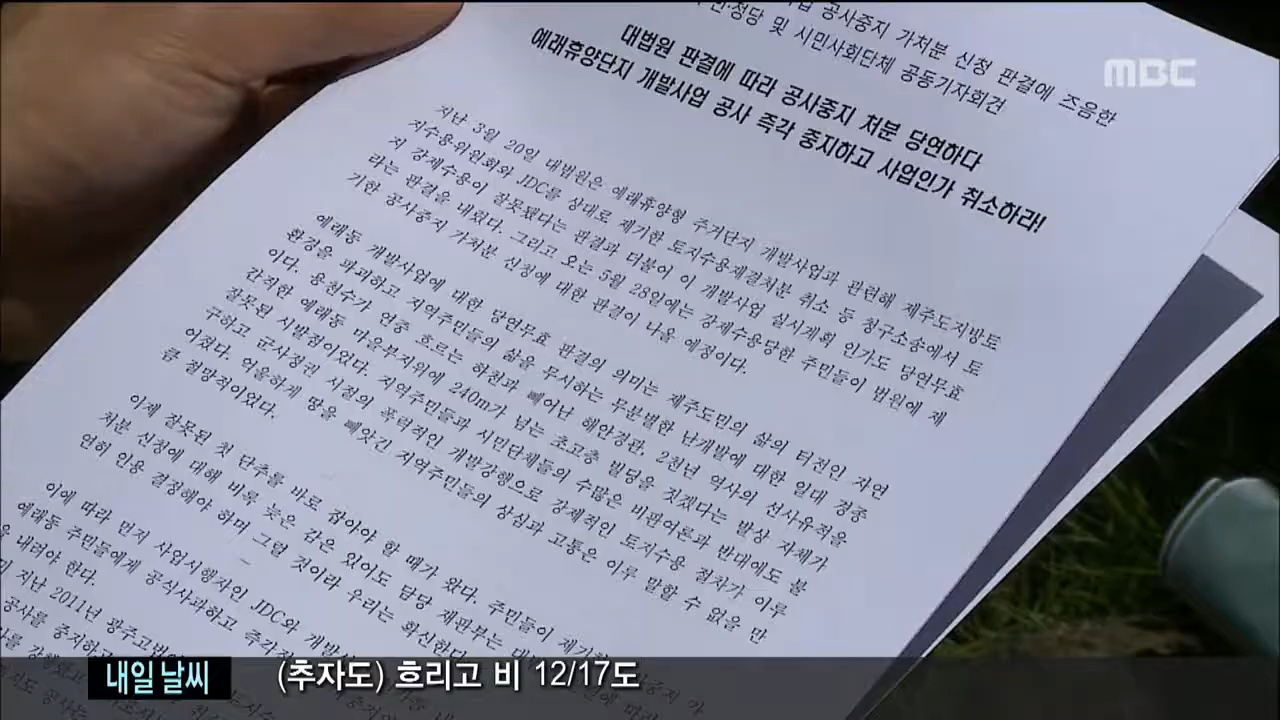 MBC
공사중지 가처분 신청 판결에 즈음한
정당 및 시민사회단체 공동기자회견
대법원 판결에 따라 공사중지 처분 당연하다
예래휴양단지 개발사업 공사 즉각 중지하고 사업인가 취소하라!
지난 3월 20일 대법원은 예래휴양형 주거단지 개발사업과 관련해 제주도지방토
지수용위원회와 JDC를 상대로 제기한 토지수용재결처분 취소 등 청구소송에서 토
지 강제수용이 잘못됐다는 판결과 더불어 이 개발사업 실시계획 인가도 당연무효
라는 판결을 내렸다. 그리고 오는 5월 28일에는 강제수용당한 주민들이 법원에 제
기한 공사중지 가처분 신청에 대한 판결이 나올 예정이다.
예래동 개발사업에 대한 당연무효 판결의 의미는 제주도민의 삶의 터전인 자연
환경을 파괴하고 지역주민들의 삶을 무시하는 무분별한 난개발에 대한 일대 경종
이다. 용천수가 연중 흐르는 하천과 빼어난 해안경관, 2천년 역사의 선사유적을
간직한 예래동 마을부지위에 240m가 넘는 초고층 빌딩을 짓겠다는 발상 자체가
잘못된 시발점이었다. 지역주민들과 시민단체들의 수많은 비판여론과 반대에도 불
구하고 군사정권 시절의 폭력적인 개발강행으로 강제적인 토지수용 절차가 이루
어졌다. 억울하게 땅을 빼앗긴 지역주민들의 상심과 고통은 이루 말할 수 없을 만
큼 절망적이었다.
이제 잘못된 첫 단추를 바로 잡아야 할 때가 왔다. 주민들이 제기한
처분 신청에 대해 비록 늦은 감은 있어도 담당 재판부는 대법
연히 인용 결정해야 하며 그럴 것이라 우리는 확신한다.
이에 따라 먼저 사업시행자인 JDC와 개발사
예래동 주민들에게 공식사과하고 즉각적
을 내려야 한다.
지난 2011년 광주고법
공사를 중지하고
내일 날씨
(추자도) 흐리고 비 12/17도